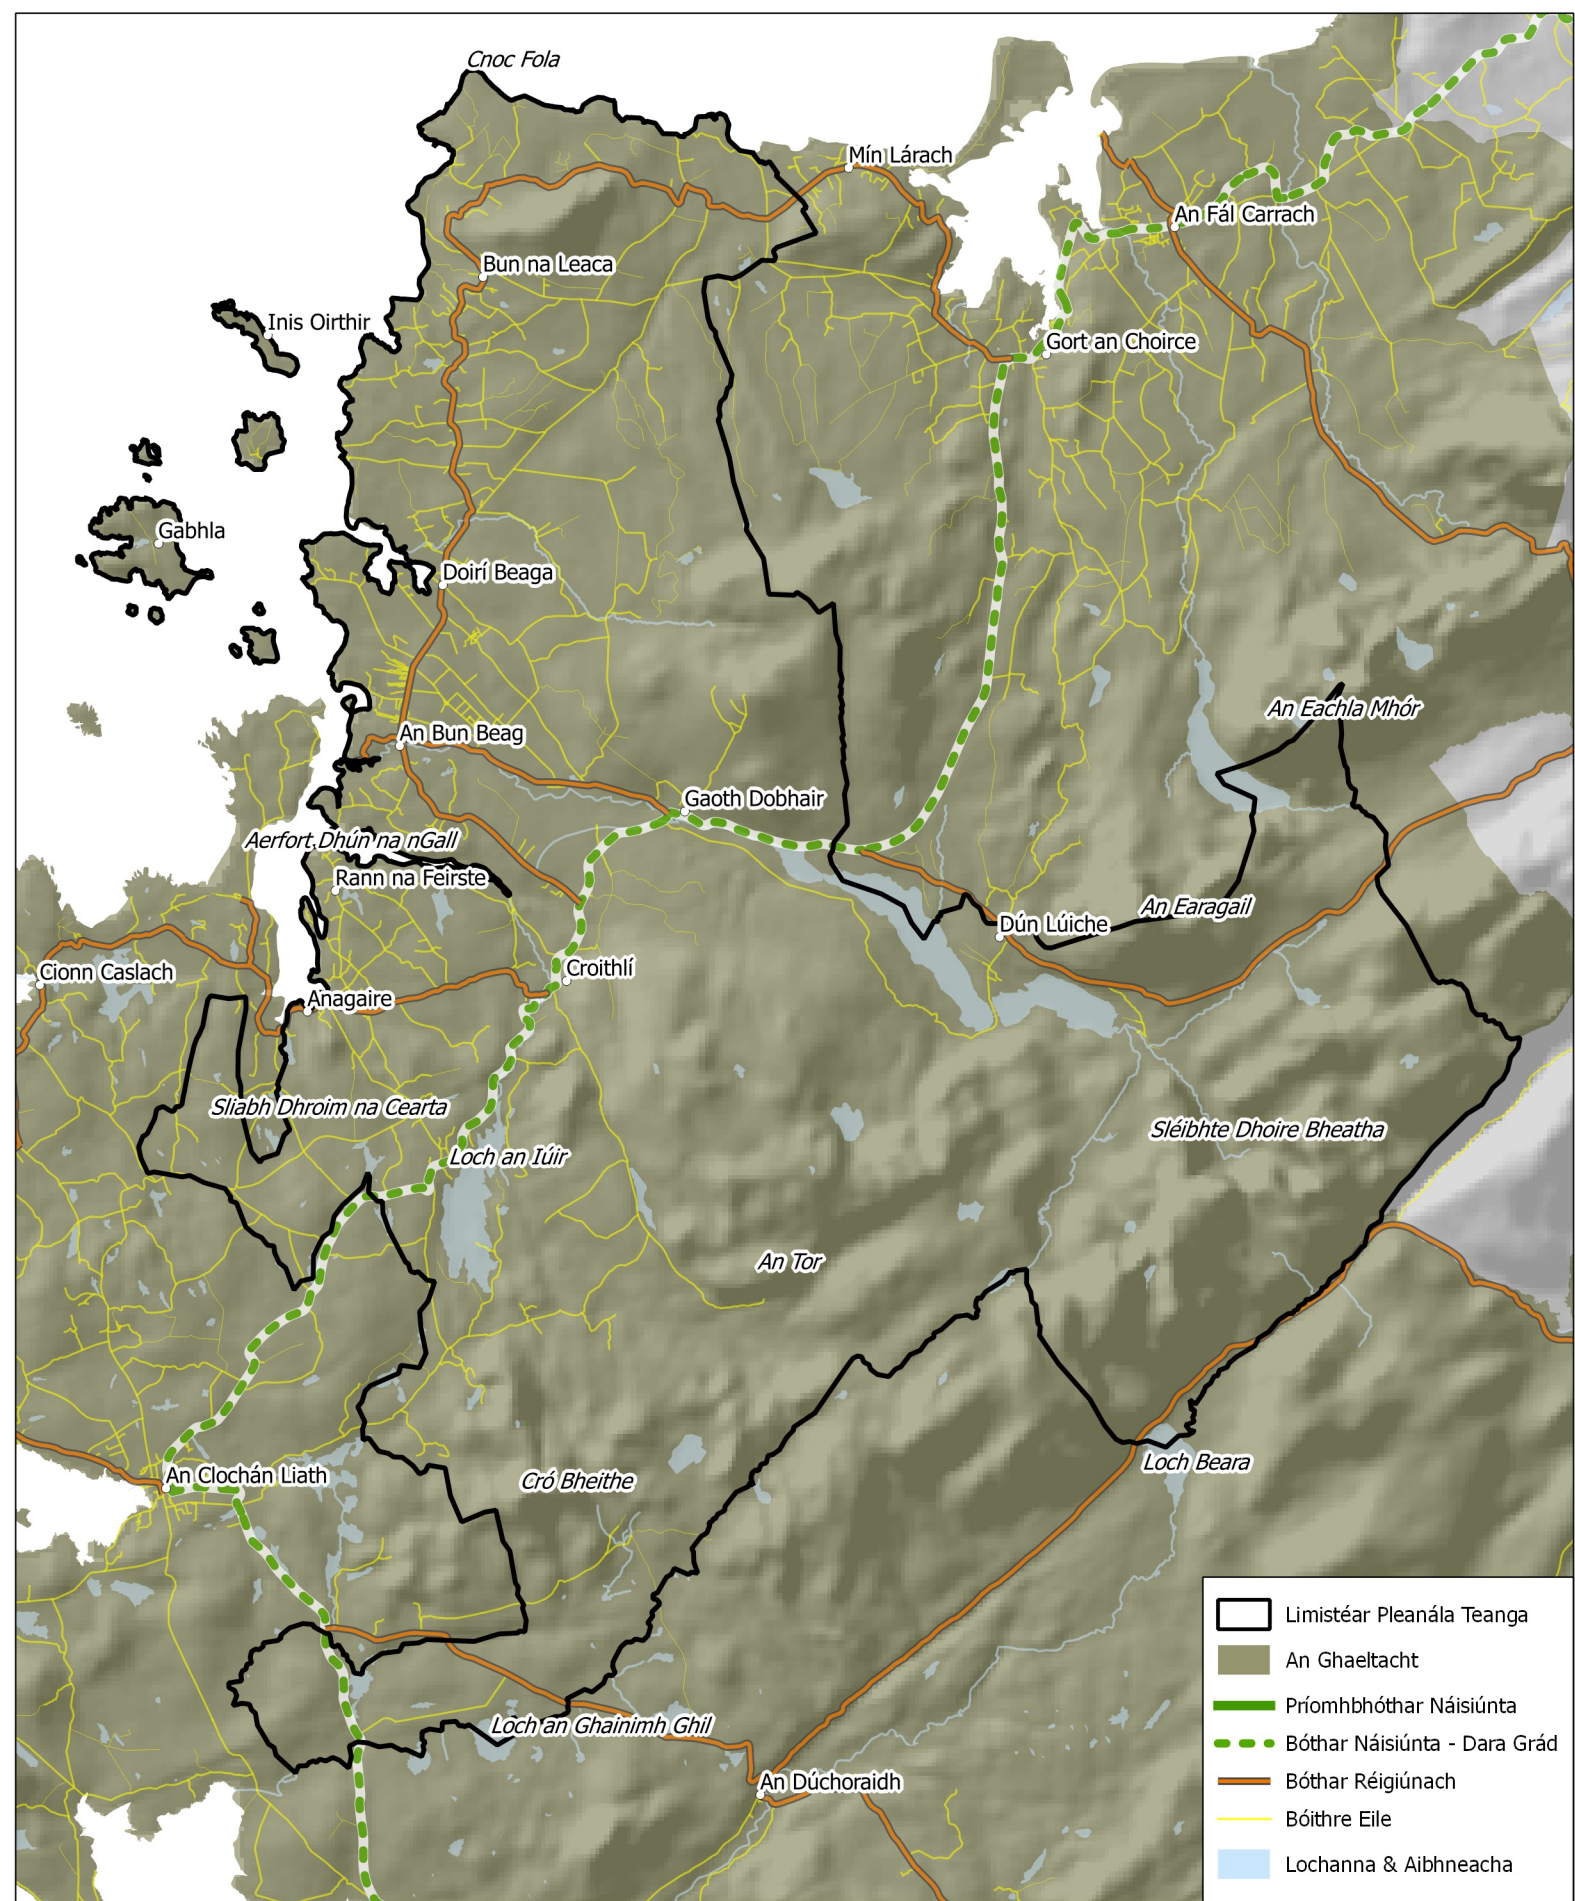 Cnoc Fola
Mín Lárach
An Fál Carrach
Bun na Leaca
Inis Oirthir
Gort an Choirce
Gabhla
Doirí Beaga
An Eachla Mhór
An Bun Beag
Gaoth Dobhair
Aerfort Dhún na nGall
Rann na Feirste
An Earagail
Dún Lúiche
Croithlí
Cionn Caslach
Anagaire
Sliabh Dhroim na Cearta
Sléibhte Dhoire Bheatha
Loch an Iúir
An Tor
Loch Beara
An Clochán Liath
Cró Bheithe
Loch an Ghainimh Ghil
An Dúchoraidh
Limistéar Pleanála Teanga
An Ghaeltacht
Príomhbhóthar Náisiúnta
Bóthar Náisiúnta - Dara Grád
Bóthar Réigiúnach
Bóithre Eile
Lochanna & Aibhneacha